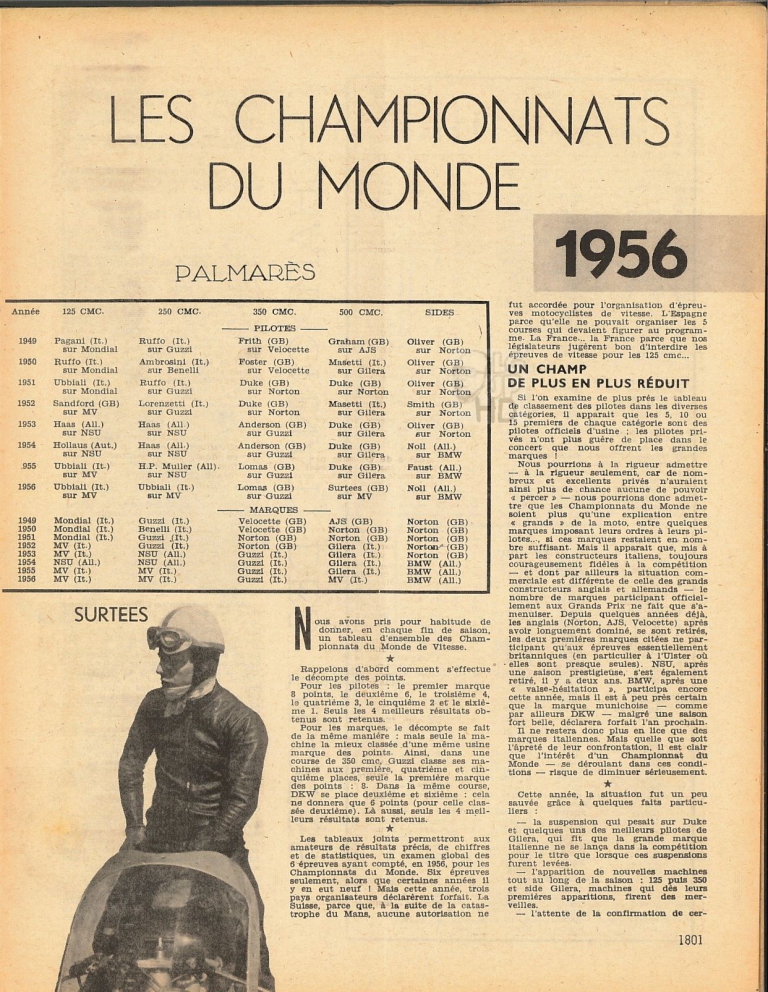 LES CHAMPIONNATS
DU MONDE
1956
PALMARÈS
Année 125 CMC. 250 CMC. 350 CMC. 500 CMC. SIDES
PILOTES
1949 Pagani (It.) Ruffo (It.) Frith (GB) Graham (GB) Oliver (GB)
sur Mondial sur Guzzi sur Velocette sur AJS sur Norton
1950 Ruffo (It.) Ambrosini (It.) Foster (GB) Masetti (It.) Oliver (GB)
sur Mondial sur Benelli sur Velocette sur Gilera sur Norton
1951 Ubbiali (It.) Ruffo (It.) Duke (GB) Duke (GB) Oliver (GB)
sur Mondial sur Guzzi sur Norton sur Norton sur Norton
1952 Sandford (GB) Lorenzetti (It.) Duke (GB) Masetti (It.) Smith (GB)
sur MV sur Guzzi sur Norton sur Gilera sur Norton
1953 Haas (All.) Haas (All.) Anderson (GB) Duke (GB) Oliver (GB)
sur NSU sur NSU sur Guzzi sur Gilera sur Norton
1954 Hollaus (Aut.) Haas (All.) Anderson (GB) Duke (GB) Noll (All.)
sur NSU sur NSU sur Guzzi sur Gilera sur BMW
.955 Ubbiali (It.) H.P. Muller (All). Lomas (GB) Duke (GB) Faust (All.)
sur MV sur NSU sur Guzzi sur Gilera sur BMW
1956 Ubbiali (It.) Ubbiali (It.) Lomas (GB) Surtees (GB) Noll (All.)
sur MV sur MV sur Guzzi sur MV sur BMW
MARQUES
1949 Mondial (It.) Guzzi (It.) Velocette (GB) AJS (GB) Norton (GB)
1950 Mondial (It.) Benelli (It.) Velocette (GB) Norton (GB) Norton (GB)
1951 Mondial (It.) Guzzi (It.) Norton (GB) Norton (GB) Norton (GB)
1952 MV (It.) Guzzi (It.) Norton (GB) Gilera (It.) Norton (GB)
1953 MV (It.) NSU (All.) Guzzi (It.) Gilera (It.) Norton (GB)
1954 NSU (All.) NSU (All.) Guzzi (It.) Gilera (It.) BMW (All.)
1955 MV (It.) MV (It.) Guzzi (It.) Gilera (It.) BMW (All.)
1956 MV (It.) MV (It.) Guzzi (It.) MV (It.) BMW (All.)
SURTEES
Nous avons pris pour habitude de
donner, en chaque fin de saison,
un tableau d'ensemble des Cham-
pionnats du Monde de Vitesse.
★
Rappelons d'abord comment s'effectue
le décompte des points.
Pour les pilotes : le premier marque
8 points, le deuxième 6, le troisième 4,
le quatrième 3, le cinquième 2 et le sixiè-
me 1. Seuls les 4 meilleurs résultats ob-
tenus sont retenus.
Pour les marques, le décompte se fait
de la même manière : mais seule la ma-
chine la mieux classée d'une même usine
marque des points. Ainsi, dans une
course de 350 cmc, Guzzi classe ses ma-
chines aux première, quatrième et cin-
quième places, seule la première marque
des points : 8. Dans la même course,
DKW se place deuxième et sixième : cela
ne donnera que 6 points (pour celle clas-
sée deuxième). Là aussi, seuls les 4 meil-
leurs résultats sont retenus.
★
Les tableaux joints permettront aux
amateurs de résultats précis, de chiffres
et de statistiques, un examen global des
6 épreuves ayant compté, en 1956, pour les
Championnats du Monde. Six épreuves
seulement, alors que certaines années il
y en eut neuf ! Mais cette année, trois
pays organisateurs déclarèrent forfait. La
Suisse, parce que, à la suite de la catas-
trophe du Mans, aucune autorisation ne
fut accordée pour l'organisation d'épreu-
ves motocyclistes de vitesse. L'Espagne
parce qu'elle ne pouvait organiser les 5
courses qui devaient figurer au program-
me. La France... la France parce que nos
législateurs jugèrent bon d'interdire les
épreuves de vitesse pour les 125 cmc...
UN CHAMP
DE PLUS EN PLUS RÉDUIT
Si l'on examine de plus près le tableau
de classement des pilotes dans les diverses
catégories, il apparait que les 5, 10 ou
15 premiers de chaque catégorie sont des
pilotes officiels d'usine ; les pilotes pri-
vés n'ont plus guère de place dans le
concert que nous offrent les grandes
marques !
Nous pourrions à la rigueur admettre
— à la rigueur seulement, car de nom-
breux et excellents privés n'auraient
ainsi plus de chance aucune de pouvoir
« percer » — nous pourrions donc admet-
tre que les Championnats du Monde ne
soient plus qu'une explication entre
« grands » de la moto, entre quelques
marques imposant leurs ordres à leurs pi-
lotes..., si ces marques restaient en nom-
bre suffisant. Mais il apparait que, mis à
part les constructeurs italiens, toujours
courageusement fidèles à la compétition
— et dont par ailleurs la situation com-
merciale est différente de celle des grands
constructeurs anglais et allemands — le
nombre de marques participant officiel-
lement aux Grands Prix ne fait que s'a-
menuiser. Depuis quelques années déjà,
les anglais (Norton, AJS, Velocette) après
avoir longuement dominé, se sont retirés,
les deux premières marques citées ne par-
ticipant qu'aux épreuves essentiellement
britanniques (en particulier à l'Ulster où
elles sont presque seules). NSU, après
une saison prestigieuse, s'est également
retiré, il y a deux ans. BMW, après une
« valse-hésitation », participa encore
cette année, mais il est à peu près certain
que la marque munichoise — comme
par ailleurs DKW — malgré une saison
fort belle, déclarera forfait l'an prochain.
Il ne restera donc plus en lice que des
marques italiennes. Mais quelle que soit
l'âpreté de leur confrontation, il est clair
que l'intérêt d'un Championnat du
Monde — se déroulant dans ces condi-
tions — risque de diminuer sérieusement.
★
Cette année, la situation fut un peu
sauvée grâce à quelques faits particu-
liers :
— la suspension qui pesait sur Duke
et quelques uns des meilleurs pilotes de
Gilera, qui fit que la grande marque
italienne ne se lança dans la compétition
pour le titre que lorsque ces suspensions
furent levées.
— l'apparition de nouvelles machines
tout au long de la saison : 125 puis 350
et side Gilera, machines qui dès leurs
premières apparitions, firent des mer-
veilles.
— l'attente de la confirmation de cer-
1801